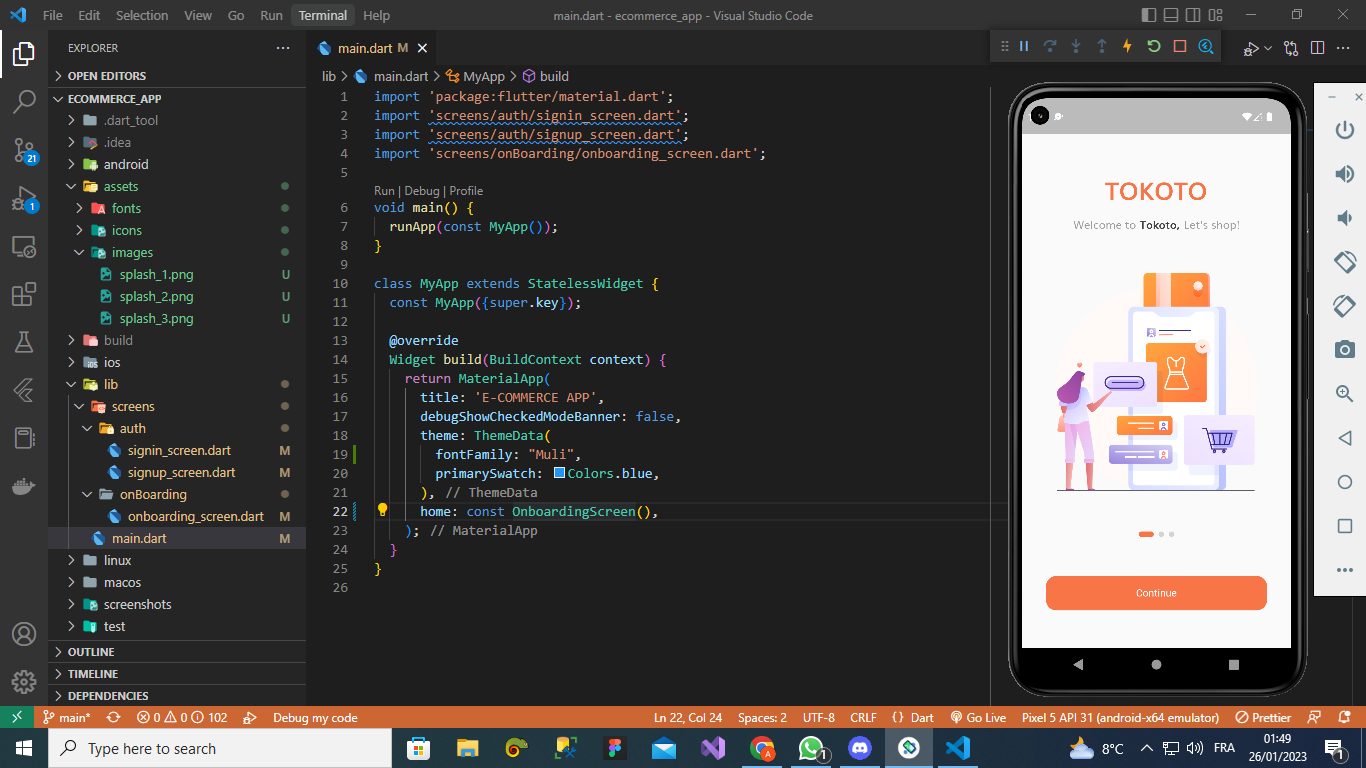 File Edit Selection View Go Run Terminal Help
main.dart - ecommerce_app - Visual Studio Code
EXPLORER
OPEN EDITORS
ECOMMERCE_APP
.dart_tool
.idea
android
assets
fonts
icons
images
splash_1.png U
splash_2.png U
splash_3.png U
build
ios
lib
screens
auth
signin_screen.dart M
signup_screen.dart M
onBoarding
onboarding_screen.dart M
main.dart M
linux
macos
screenshots
test
OUTLINE
TIMELINE
DEPENDENCIES
21
1
main.dart M
lib > main.dart > MyApp > build
1 import 'package:flutter/material.dart';
2 import 'screens/auth/signin_screen.dart';
3 import 'screens/auth/signup_screen.dart';
4 import 'screens/onBoarding/onboarding_screen.dart';
5
Run | Debug | Profile
6 void main() {
7 runApp(const MyApp());
8 }
9
10 class MyApp extends StatelessWidget {
11 const MyApp({super.key});
12
13 @override
14 Widget build(BuildContext context) {
15 return MaterialApp(
16 title: 'E-COMMERCE APP',
17 debugShowCheckedModeBanner: false,
18 theme: ThemeData(
19 fontFamily: "Muli",
20 primarySwatch: Colors.blue,
21 ), // ThemeData
22 home: const OnboardingScreen(),
23 ); // MaterialApp
24 }
25 }
26
TOKOTO
Welcome to Tokoto, Let's shop!
Continue
main* 0 0 102 Debug my code
Ln 22, Col 24 Spaces: 2 UTF-8 CRLF {} Dart Go Live Pixel 5 API 31 (android-x64 emulator) Prettier
Type here to search
A
1
8°C
FRA
01:49
26/01/2023
1